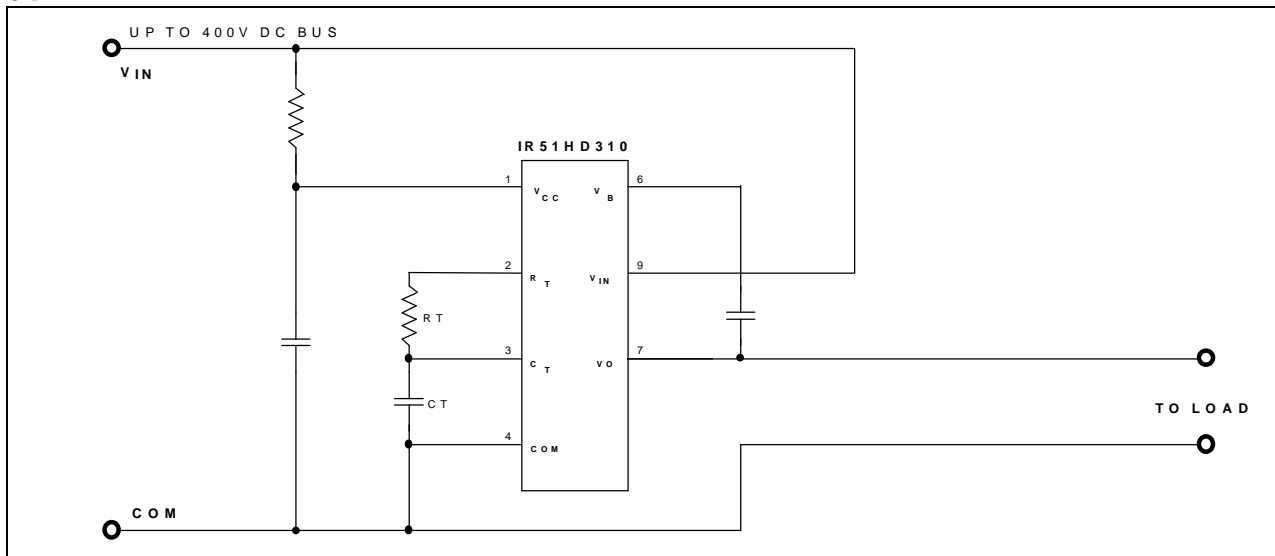 UP TO 400V DC BUS
VIN
IR51HD310
1
VCC
VB
6
2
RT
VIN
9
RT
3
CT
VO
7
CT
TO LOAD
4
COM
COM